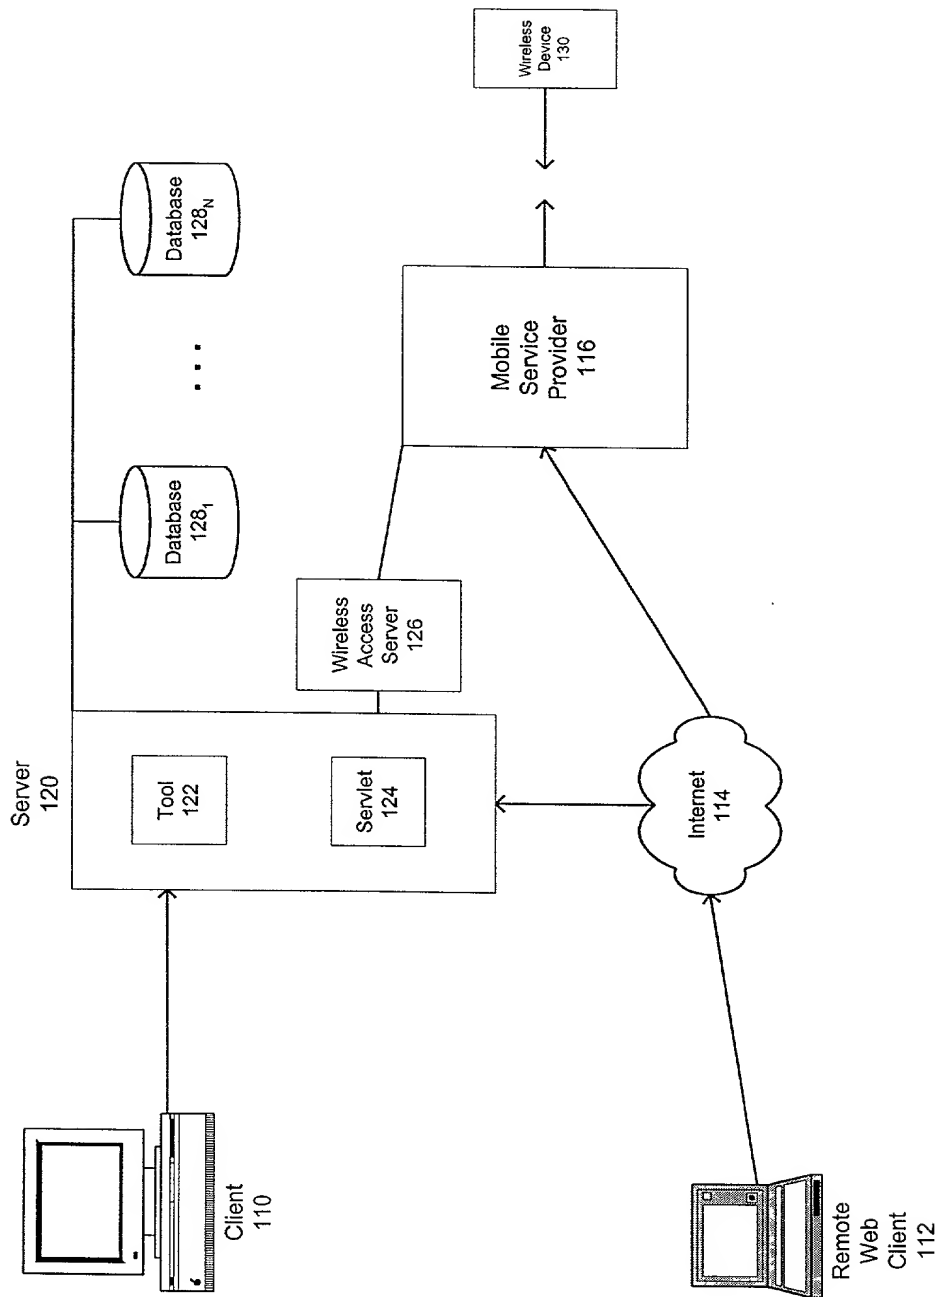 Server
120
Tool
122
Servlet
124
Database
128₁
. . .
Database
128N
Wireless
Access
Server
126
Mobile
Service
Provider
116
Wireless
Device
130
Client
110
Internet
114
Remote
Web
Client
112